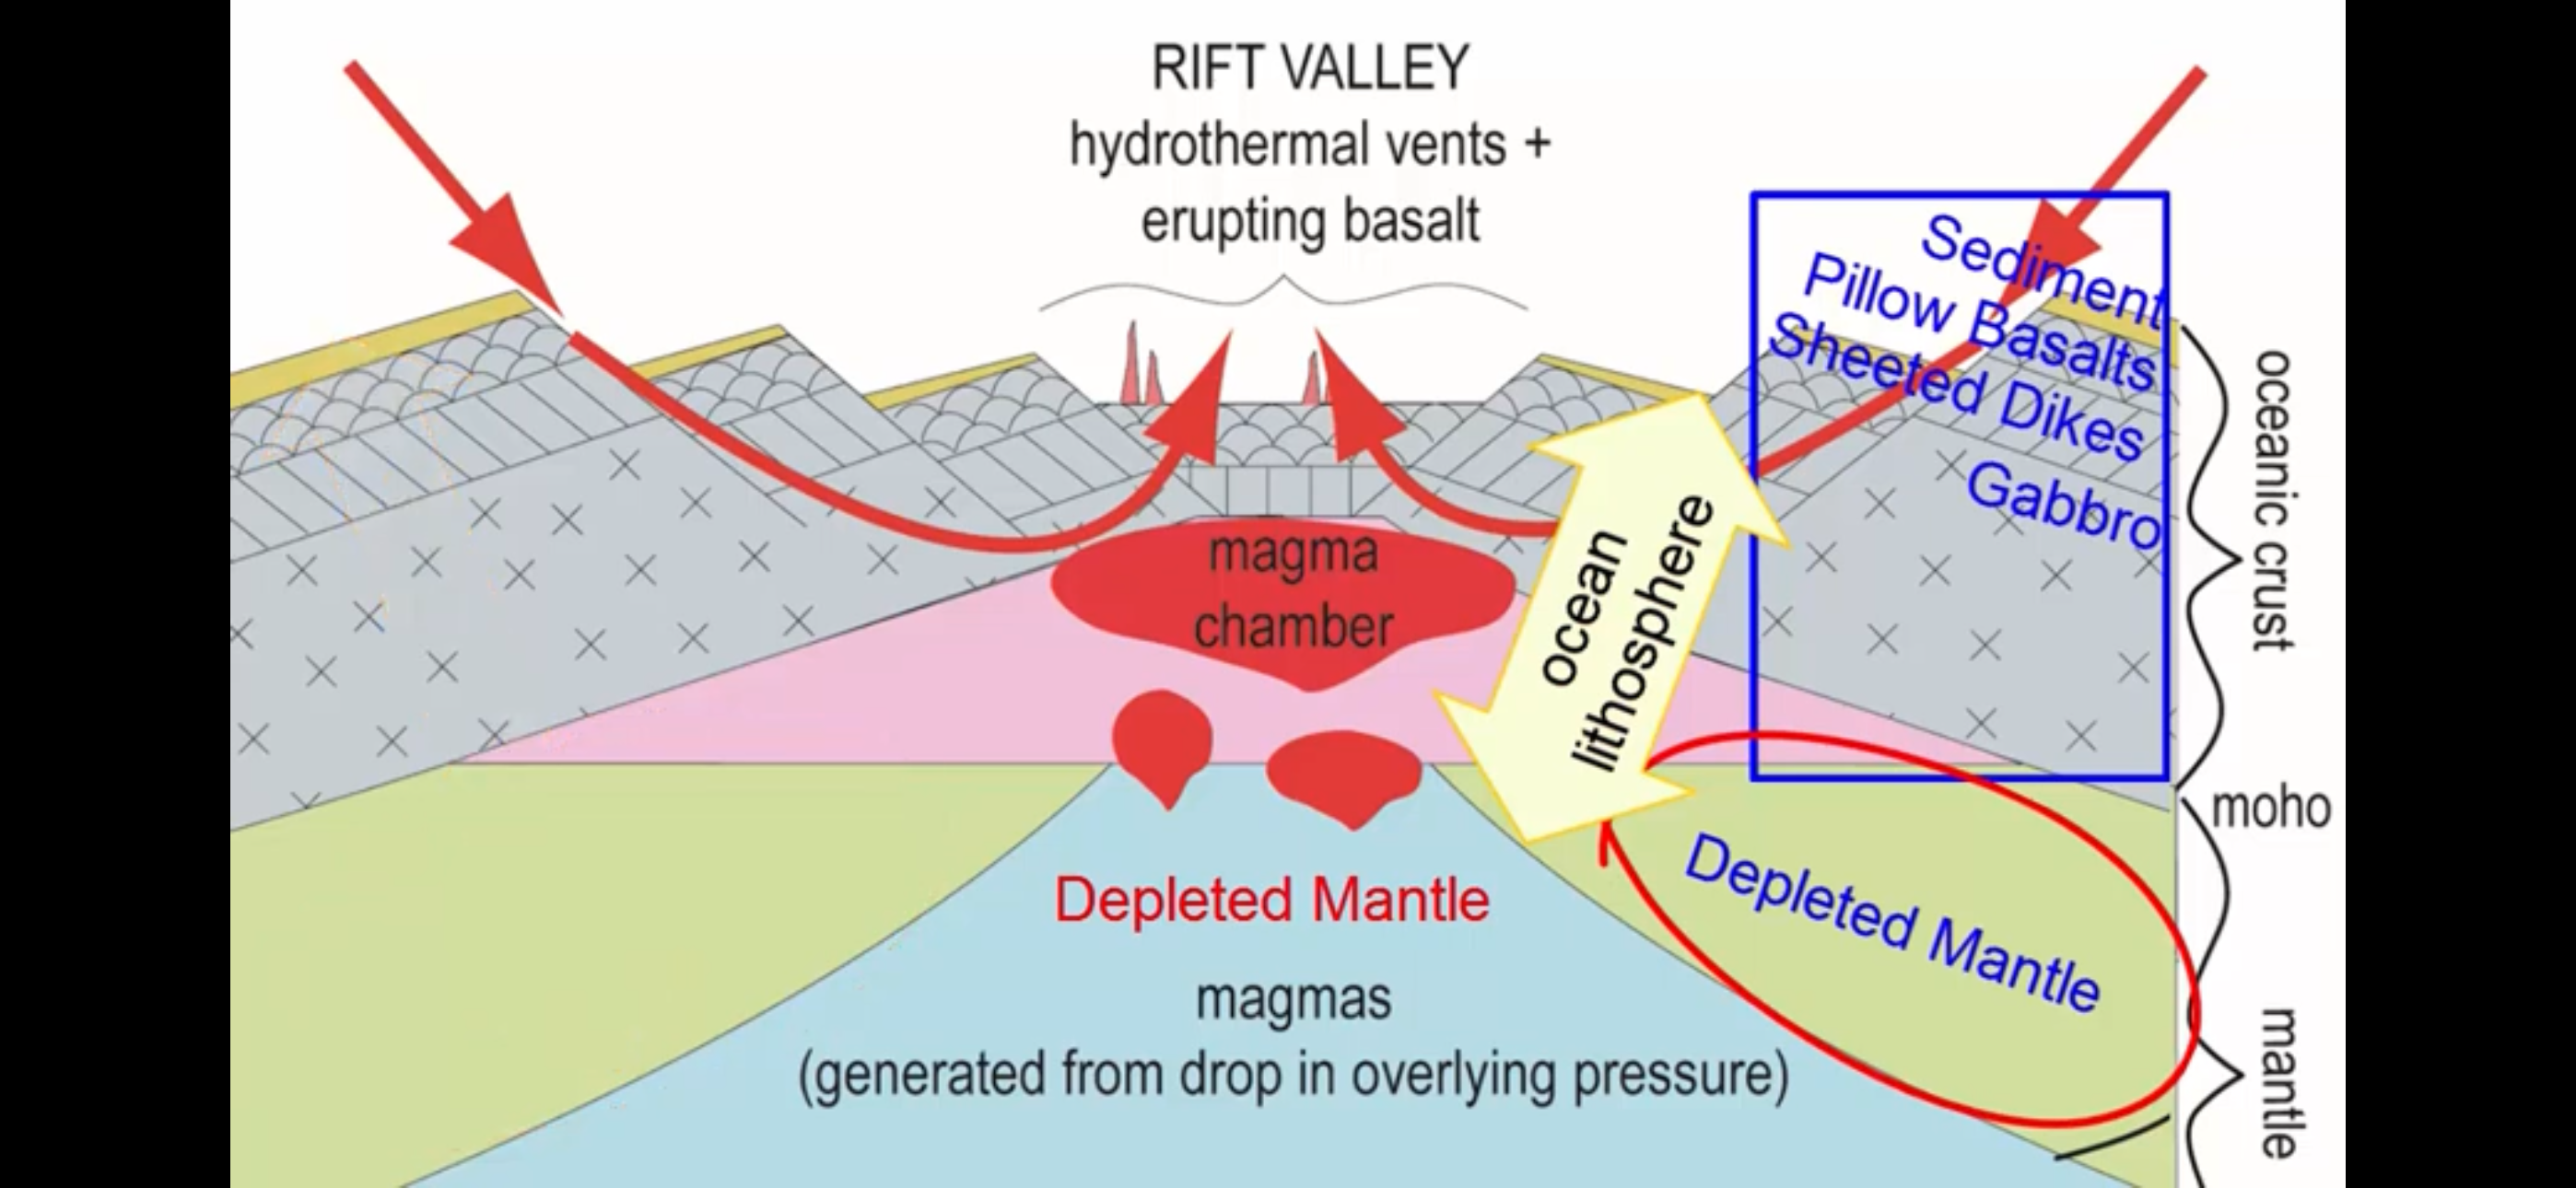 RIFT VALLEY
hydrothermal vents +
erupting basalt
Sediment
Pillow Basalts
Sheeted Dikes
Gabbro
oceanic crust
magma
chamber
ocean
lithosphere
moho
Depleted Mantle
Depleted Mantle
magmas
(generated from drop in overlying pressure)
mantle